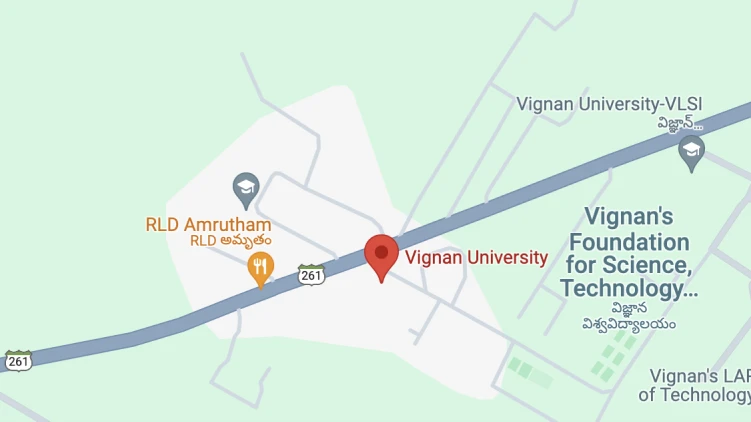 Vignan University-VLSI
విజ్ఞాన్...
RLD Amrutham
RLD అమృతం
Vignan's
Foundation
for Science,
Technology...
విజ్ఞాన
విశ్వవిద్యాలయం
Vignan University
261
261
Vignan's LAR
of Technology